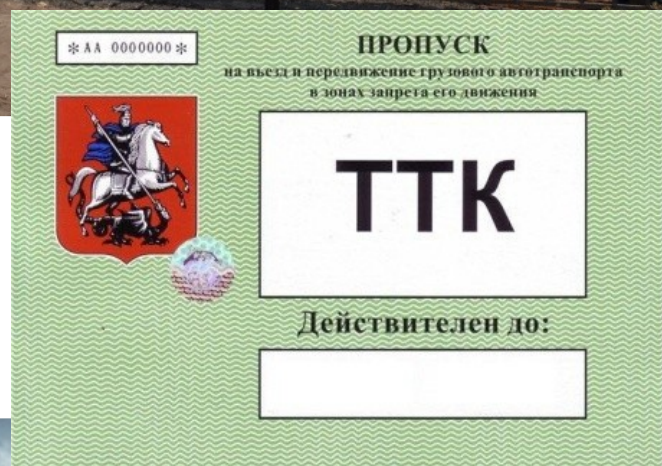 * АА 0000000 *
ПРОПУСК
на въезд и передвижение грузового автотранспорта
в зонах запрета его движения
ТТК
Действителен до: